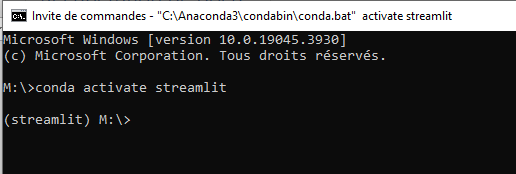 Invite de commandes - "C:\Anaconda3\condabin\conda.bat" activate streamlit
Microsoft Windows [version 10.0.19045.3930]
(c) Microsoft Corporation. Tous droits réservés.
M:\>conda activate streamlit
(streamlit) M:\>